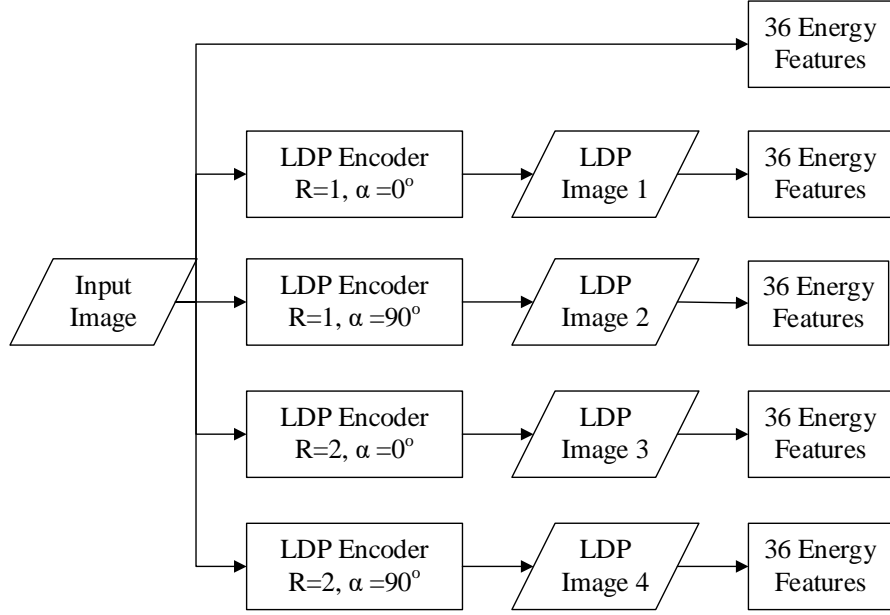 36 Energy
Features
LDP Encoder
R=1, α =0°
LDP
Image 1
36 Energy
Features
Input
Image
LDP Encoder
R=1, α =90°
LDP
Image 2
36 Energy
Features
LDP Encoder
R=2, α =0°
LDP
Image 3
36 Energy
Features
LDP Encoder
R=2, α =90°
LDP
Image 4
36 Energy
Features